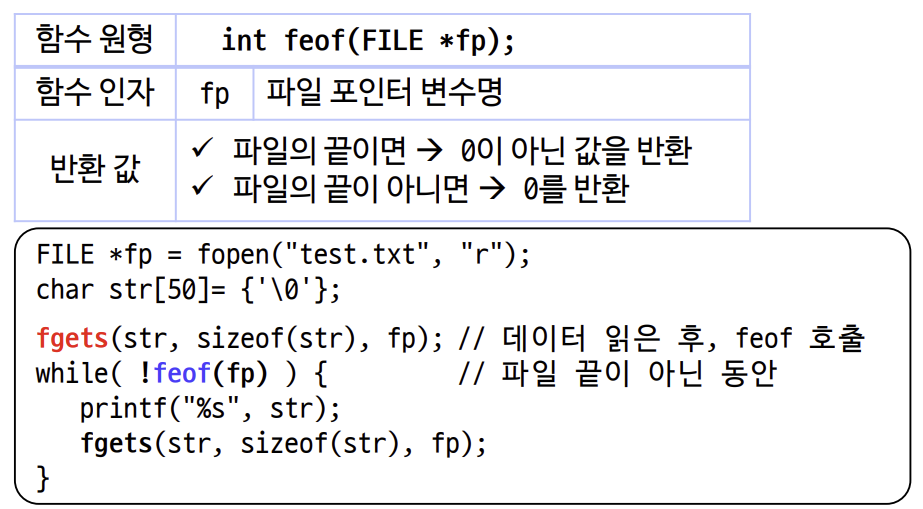 함수 원형 int feof(FILE *fp);
함수 인자 fp 파일 포인터 변수명
반환 값
✓ 파일의 끝이면 → 0이 아닌 값을 반환
✓ 파일의 끝이 아니면 → 0를 반환
FILE *fp = fopen("test.txt", "r");
char str[50]= {'\0'};
fgets(str, sizeof(str), fp); // 데이터 읽은 후, feof 호출
while( !feof(fp) ) { // 파일 끝이 아닌 동안
printf("%s", str);
fgets(str, sizeof(str), fp);
}